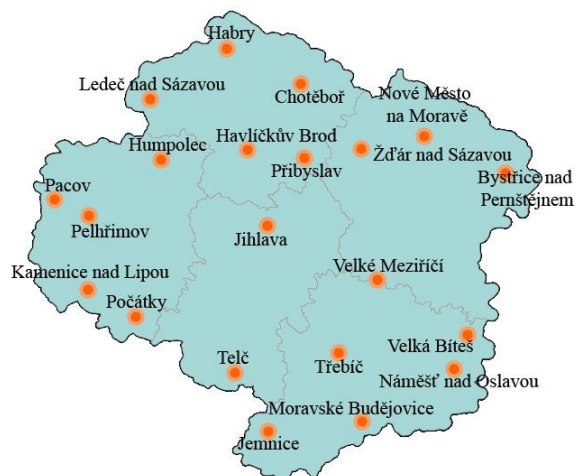 Habry
Ledeč nad Sázavou
Chotěboř
Nové Město
na Moravě
Havlíčkův Brod
Humpolec
Přibyslav
Žďár nad Sázavou
Bystřice nad
Pernštejnem
Pacov
Pelhřimov
Jihlava
Kamenice nad Lipou
Velké Meziříčí
Počátky
Velká Bíteš
Telč
Třebíč
Náměšť nad Oslavou
Moravské Budějovice
Jemnice